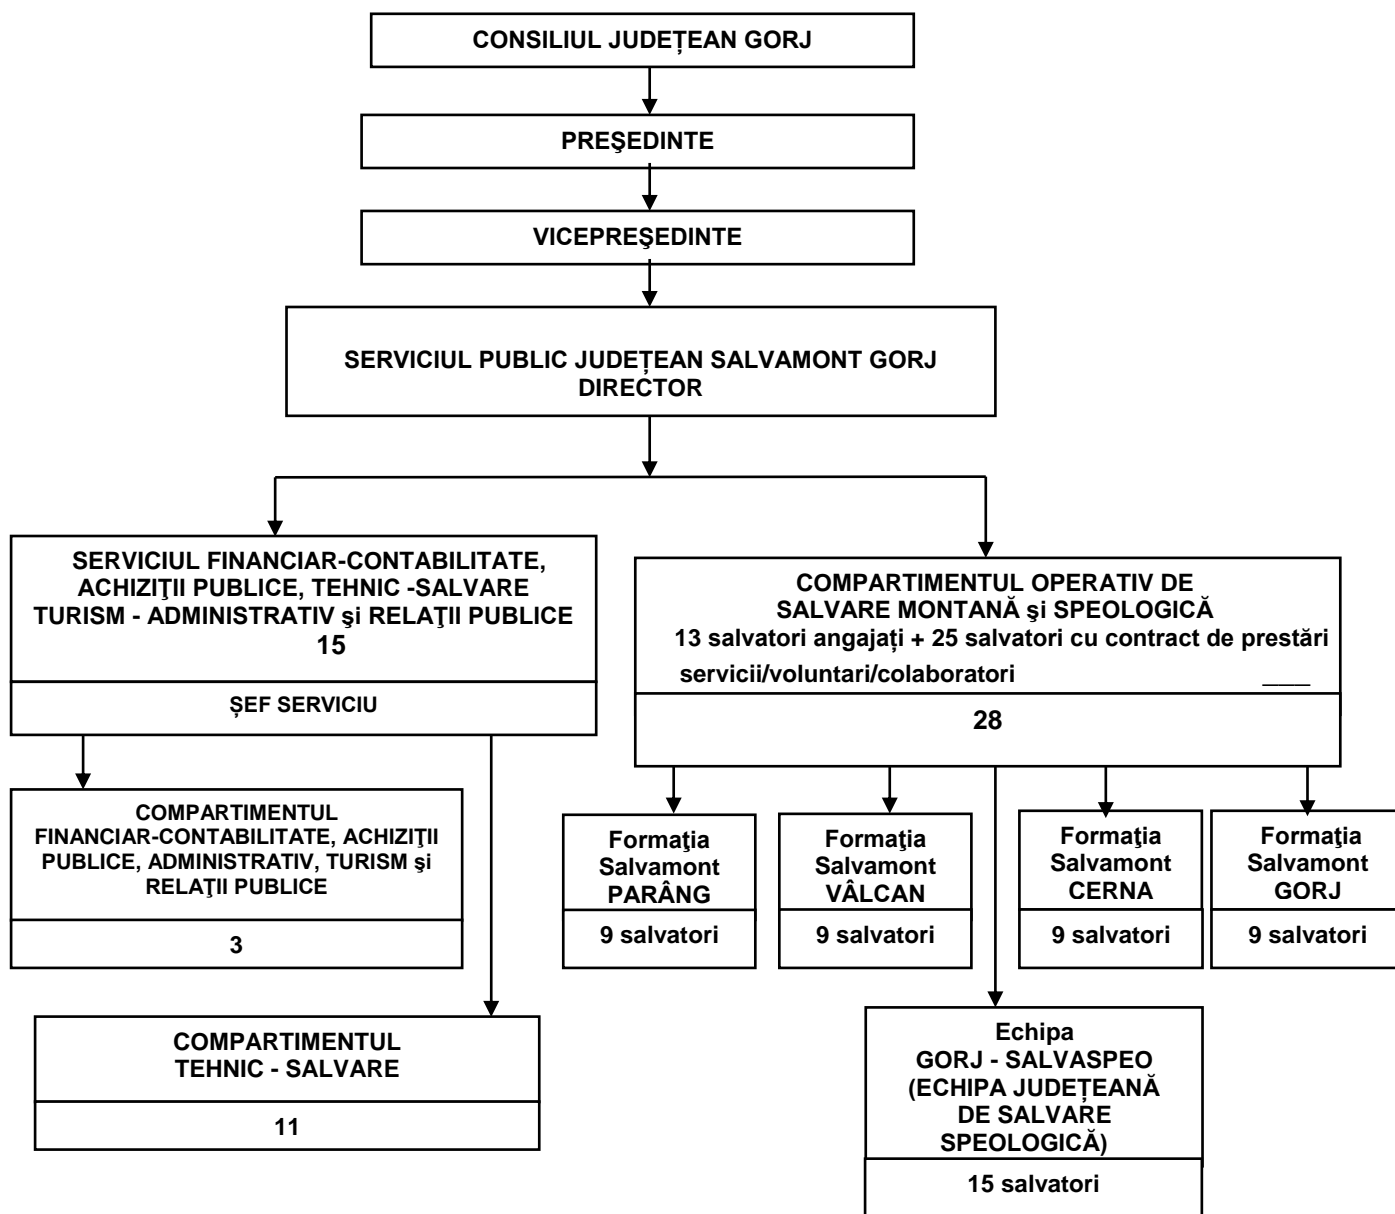 CONSILIUL JUDEȚEAN GORJ
PREŞEDINTE
VICEPREŞEDINTE
SERVICIUL PUBLIC JUDEȚEAN SALVAMONT GORJ
DIRECTOR
SERVICIUL FINANCIAR-CONTABILITATE,
ACHIZIŢII PUBLICE, TEHNIC -SALVARE
TURISM - ADMINISTRATIV şi RELAŢII PUBLICE
15
ȘEF SERVICIU
COMPARTIMENTUL OPERATIV DE
SALVARE MONTANĂ şi SPEOLOGICĂ
13 salvatori angajați + 25 salvatori cu contract de prestări
servicii/voluntari/colaboratori ___
28
COMPARTIMENTUL
FINANCIAR-CONTABILITATE, ACHIZIŢII
PUBLICE, ADMINISTRATIV, TURISM şi
RELAŢII PUBLICE
3
Formaţia
Salvamont
PARÂNG
9 salvatori
Formaţia
Salvamont
VÂLCAN
9 salvatori
Formaţia
Salvamont
CERNA
9 salvatori
Formaţia
Salvamont
GORJ
9 salvatori
COMPARTIMENTUL
TEHNIC - SALVARE
11
Echipa
GORJ - SALVASPEO
(ECHIPA JUDEȚEANĂ
DE SALVARE
SPEOLOGICĂ)
15 salvatori